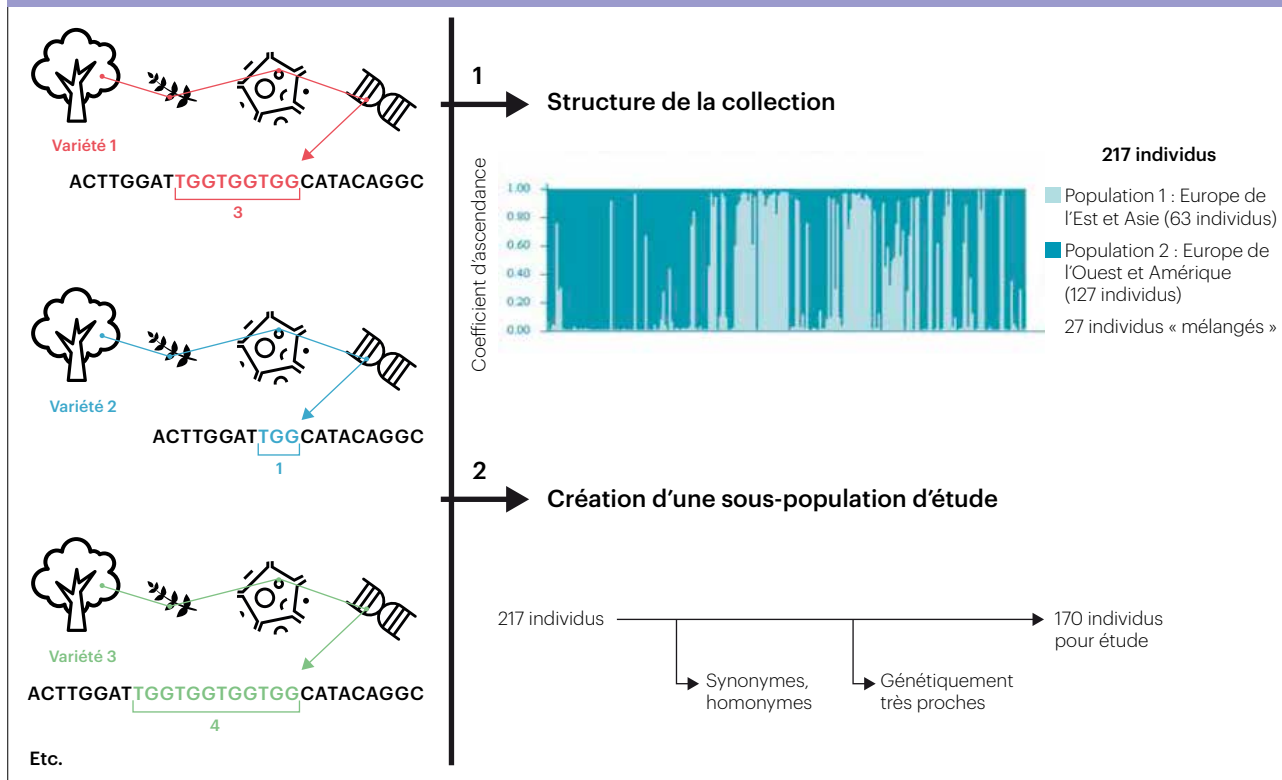 Variété 1
ACTTGGATTGGTGGTGGCATACAGGC
3
Variété 2
ACTTGGATTGGCATACAGGC
1
Variété 3
ACTTGGATTGGTGGTGGTGGCATACAGGC
4
Etc.
1
Structure de la collection
Coefficient d’ascendance
1.00
0.80
0.60
0.40
0.20
0.00
217 individus
Population 1 : Europe de
l’Est et Asie (63 individus)
Population 2 : Europe de
l’Ouest et Amérique
(127 individus)
27 individus « mélangés »
2
Création d’une sous-population d’étude
217 individus
Synonymes,
homonymes
Génétiquement
très proches
170 individus
pour étude